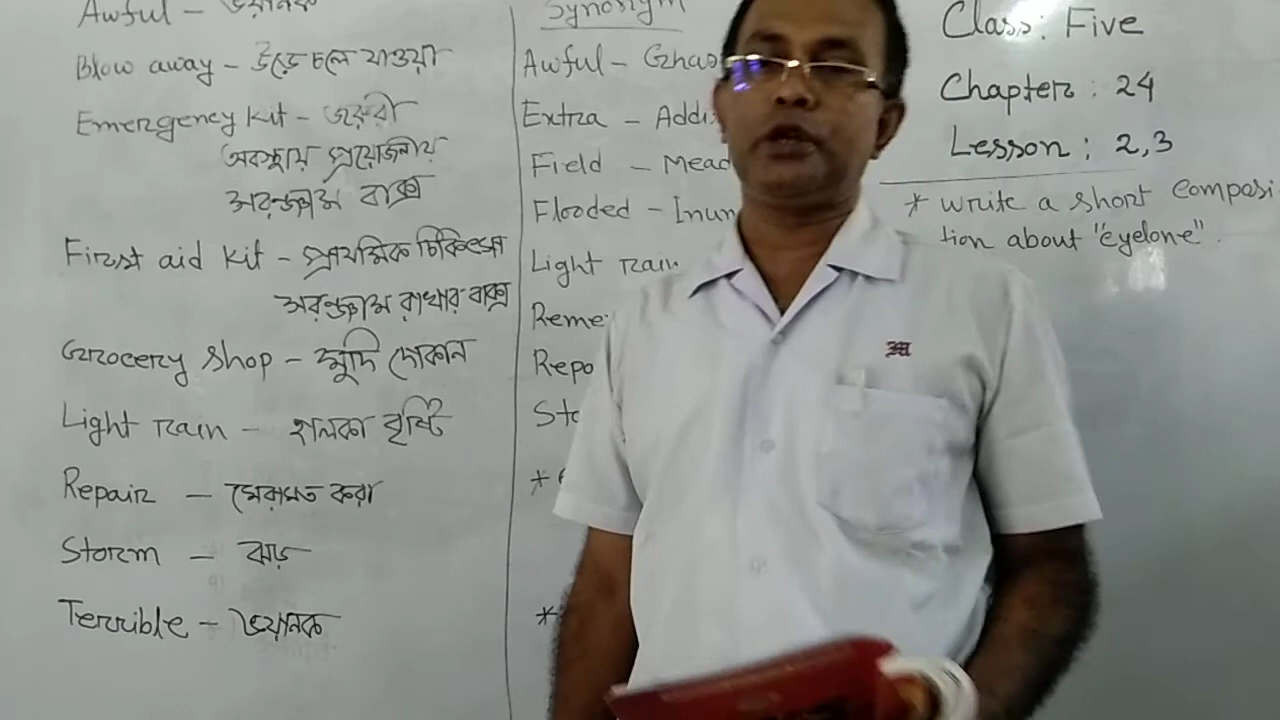 Awful - ভয়ানক
Blow away - উড়ে চলে যাওয়া
Emergency kit - জরুরী
অবস্থায় প্রয়োজনীয়
সরঞ্জাম বাক্স
First aid kit - প্রাথমিক চিকিৎসা
সরঞ্জাম রাখার বাক্স
Grocery shop - মুদি দোকান
Light rain - হালকা বৃষ্টি
Repair - মেরামত করা
Storm - ঝড়
Terrible - ভয়ানক
Synonym
Awful - Ghas
Extra - Addi
Field - Mead
Flooded - Inun
Light rain
Reme
Repo
Sto
*
*
Class: Five
Chapter: 24
Lesson: 2,3
* write a short composi
tion about "cyclone".